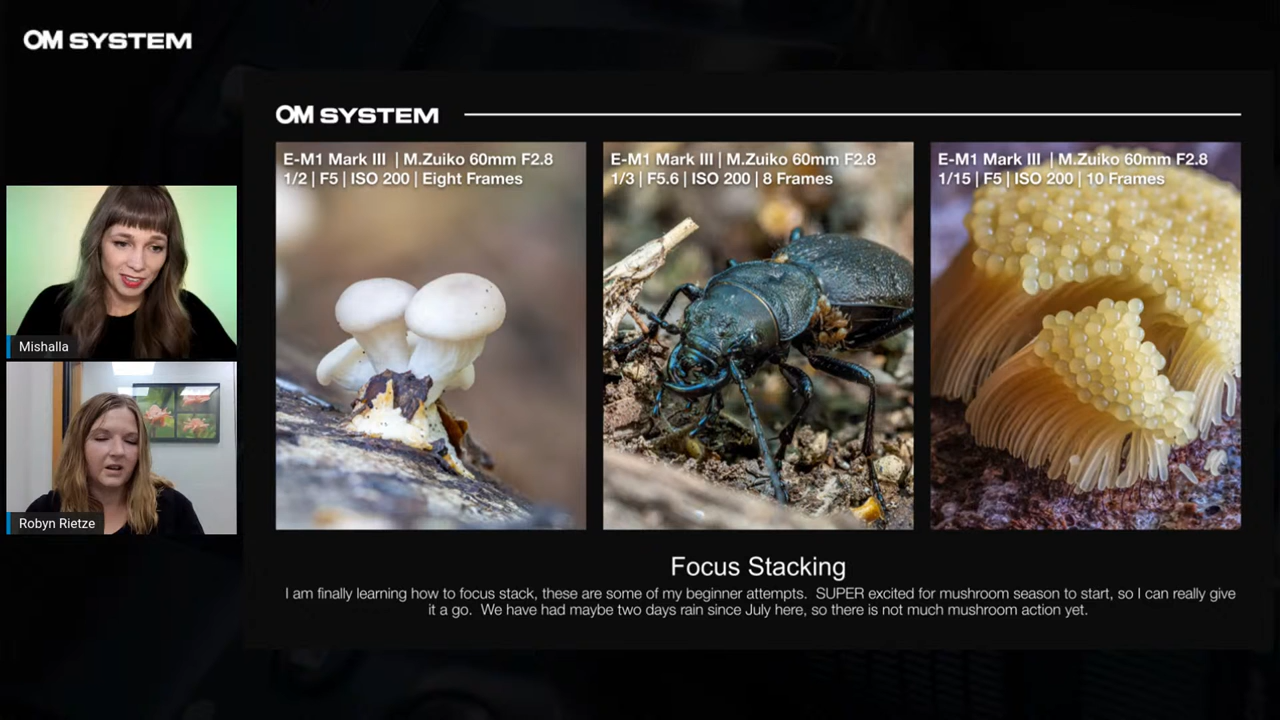 OM SYSTEM
OM SYSTEM
E-M1 Mark III | M.Zuiko 60mm F2.8
1/2 | F5 | ISO 200 | Eight Frames
E-M1 Mark III | M.Zuiko 60mm F2.8
1/3 | F5.6 | ISO 200 | 8 Frames
E-M1 Mark III | M.Zuiko 60mm F2.8
1/15 | F5 | ISO 200 | 10 Frames
Mishalla
Robyn Rietze
Focus Stacking
I am finally learning how to focus stack, these are some of my beginner attempts. SUPER excited for mushroom season to start, so I can really give
it a go. We have had maybe two days rain since July here, so there is not much mushroom action yet.